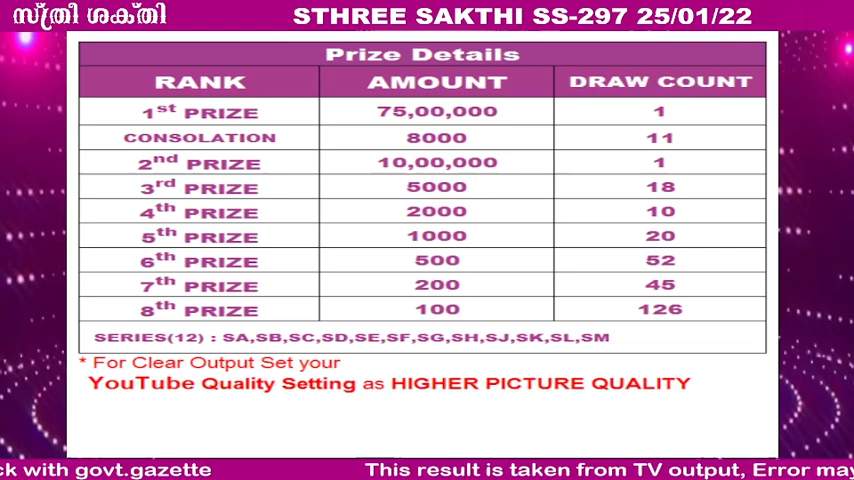 സ്ത്രീ ശക്തി STHREE SAKTHI SS-297 25/01/22
Prize Details
RANK AMOUNT DRAW COUNT
1st PRIZE 75,00,000 1
CONSOLATION 8000 11
2nd PRIZE 10,00,000 1
3rd PRIZE 5000 18
4th PRIZE 2000 10
5th PRIZE 1000 20
6th PRIZE 500 52
7th PRIZE 200 45
8th PRIZE 100 126
SERIES(12) : SA,SB,SC,SD,SE,SF,SG,SH,SJ,SK,SL,SM
* For Clear Output Set your
YouTube Quality Setting as HIGHER PICTURE QUALITY
ck with govt.gazette This result is taken from TV output, Error may